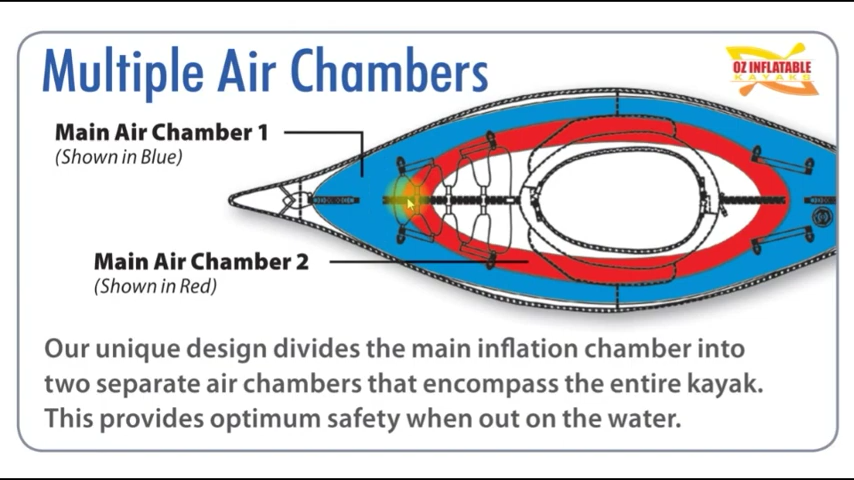 Multiple Air Chambers
OZ INFLATABLE
KAYAKS
Main Air Chamber 1
(Shown in Blue)
Main Air Chamber 2
(Shown in Red)
Our unique design divides the main inflation chamber into
two separate air chambers that encompass the entire kayak.
This provides optimum safety when out on the water.